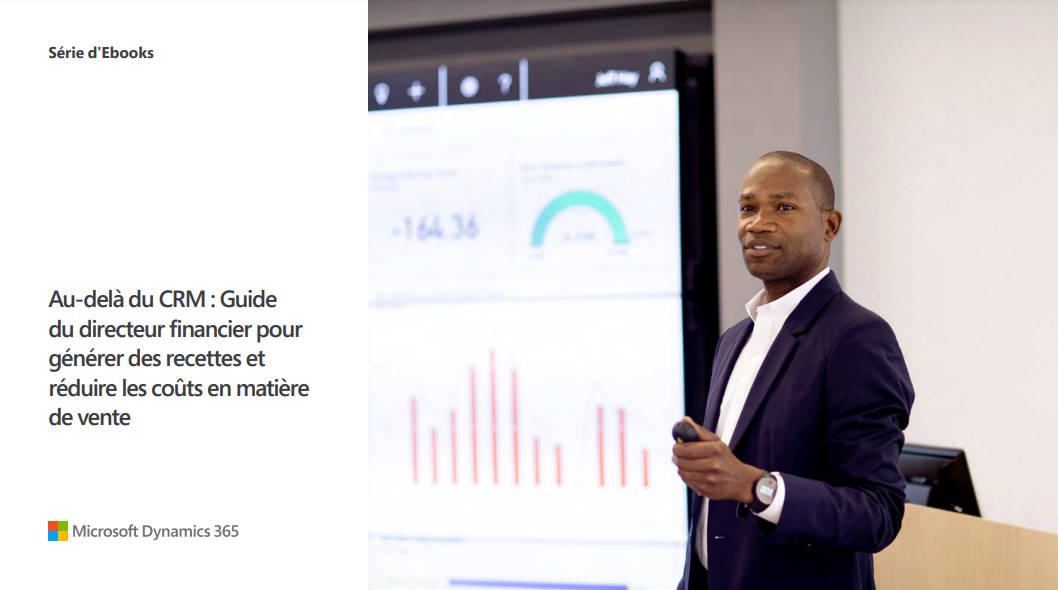 Série d'Ebooks
Au-delà du CRM : Guide
du directeur financier pour
générer des recettes et
réduire les coûts en matière
de vente
Microsoft Dynamics 365
?
-164.36